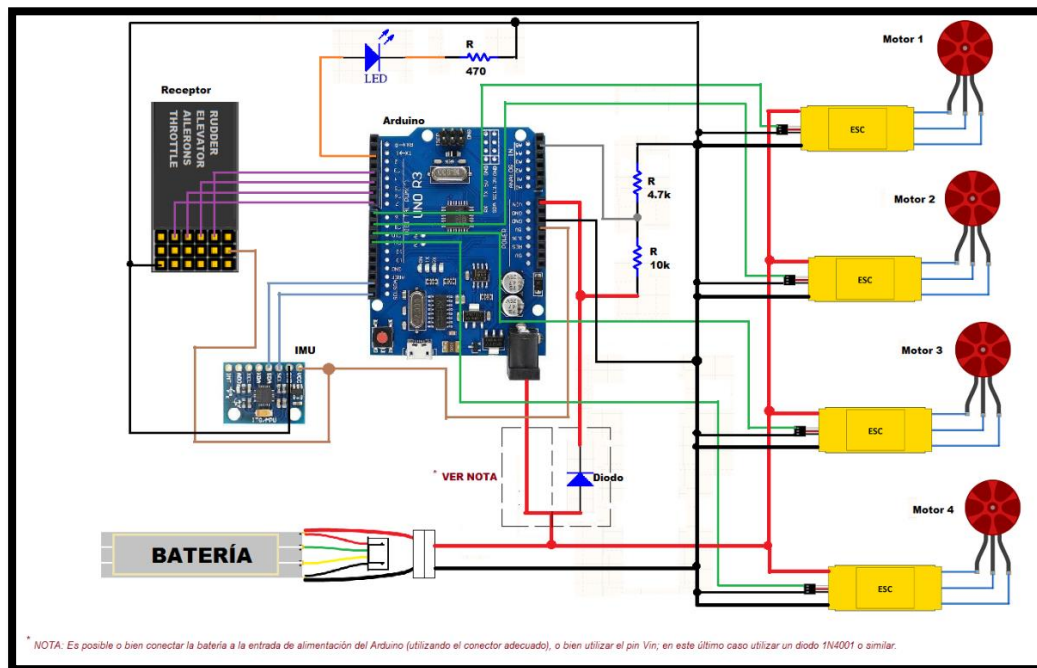 R
470
LED
Motor 1
Receptor
RUDDER
ELEVATOR
AILERONS
THROTTLE
Arduino
UNO R3
ANALOG IN
POWER
ESC
R
4.7k
Motor 2
ESC
R
10k
IMU
Motor 3
ESC
* VER NOTA
Diodo
Motor 4
BATERÍA
ESC
* NOTA: Es posible o bien conectar la batería a la entrada de alimentación del Arduino (utilizando el conector adecuado), o bien utilizar el pin Vin; en este último caso utilizar un diodo 1N4001 o similar.